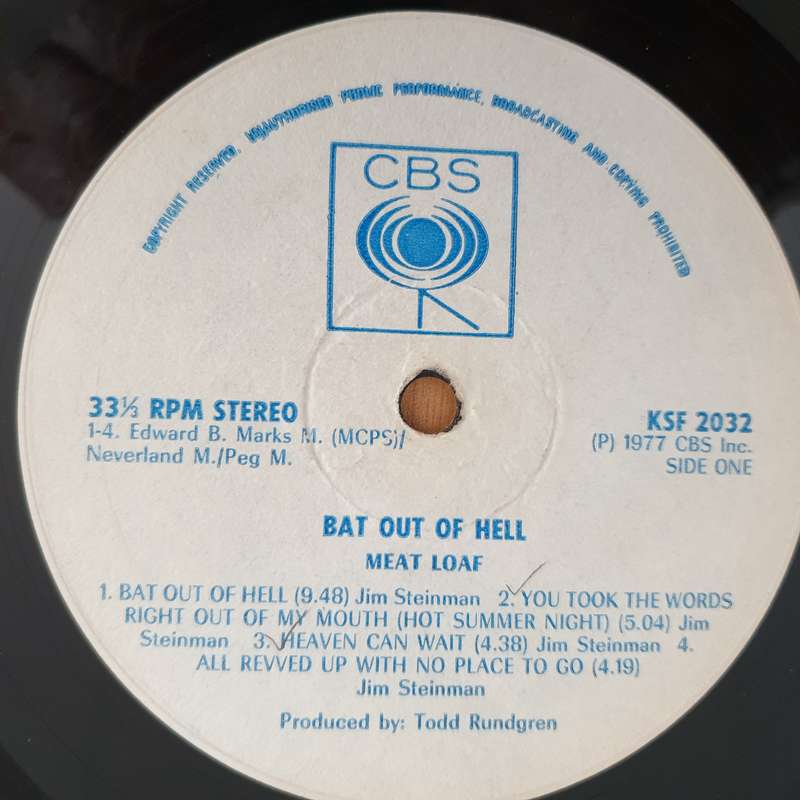 COPYRIGHT RESERVED. UNAUTHORISED PUBLIC PERFORMANCE, BROADCASTING AND COPYING PROHIBITED
CBS
33⅓ RPM STEREO
1-4. Edward B. Marks M. (MCPS)/
Neverland M./Peg M.
KSF 2032
(P) 1977 CBS Inc.
SIDE ONE
BAT OUT OF HELL
MEAT LOAF
1. BAT OUT OF HELL (9.48) Jim Steinman 2. YOU TOOK THE WORDS
RIGHT OUT OF MY MOUTH (HOT SUMMER NIGHT) (5.04) Jim
Steinman 3. HEAVEN CAN WAIT (4.38) Jim Steinman 4.
ALL REVVED UP WITH NO PLACE TO GO (4.19)
Jim Steinman
Produced by: Todd Rundgren